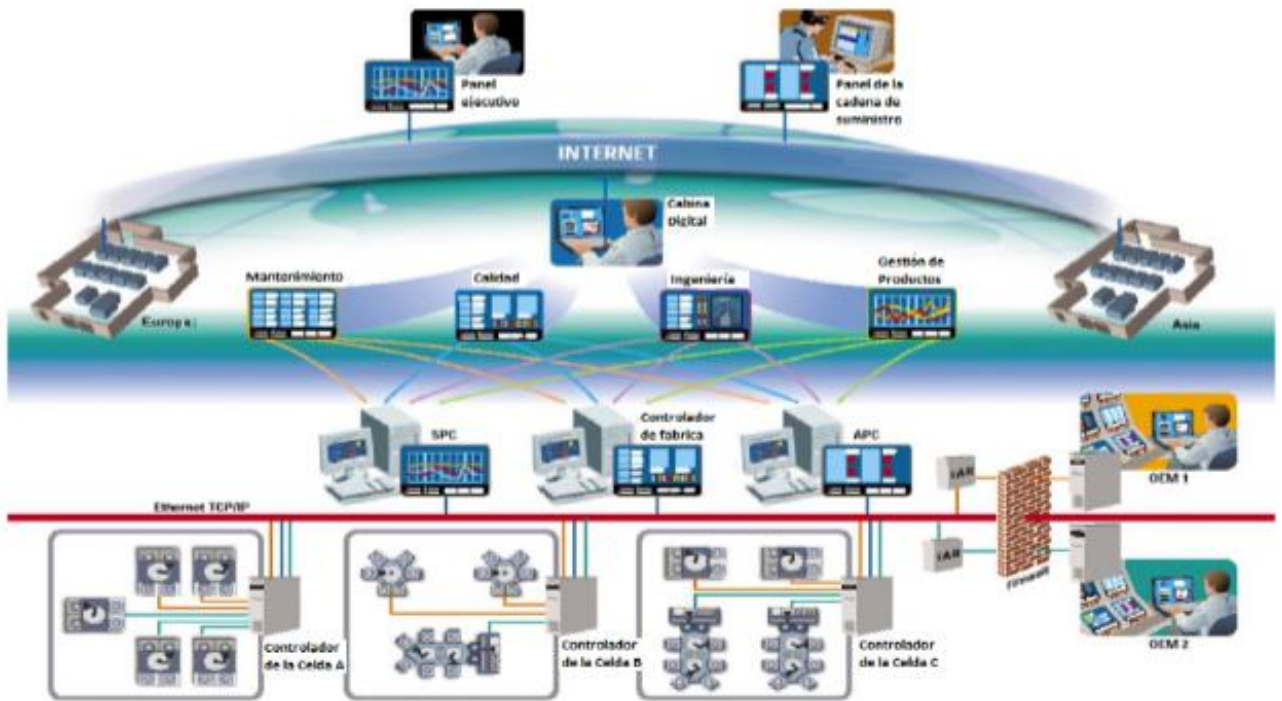 Panel
ejecutivo
Panel de la
cadena de
suministro
INTERNET
Cabina
Digital
Mantenimiento
Calidad
Ingeniería
Gestión de
Productos
Europa
Asia
SPC
Controlador
de fabrica
APC
Ethernet TCP/IP
OEM 1
Firewall
OEM 2
Controlador
de la Celda A
Controlador
de la Celda B
Controlador
de la Celda C